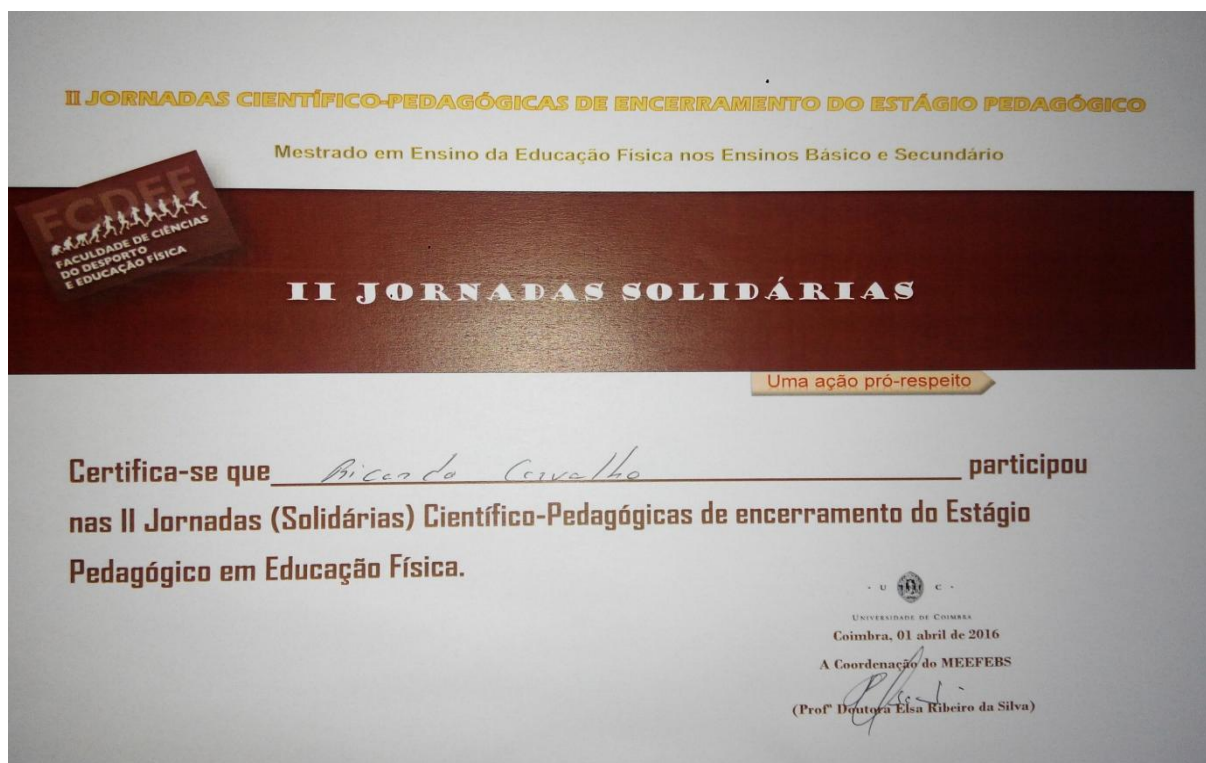 II JORNADAS CIENTÍFICO-PEDAGÓGICAS DE ENCERRAMENTO DO ESTÁGIO PEDAGÓGICO
Mestrado em Ensino da Educação Física nos Ensinos Básico e Secundário
FCDEF
FACULDADE DE CIÊNCIAS
DO DESPORTO
E EDUCAÇÃO FÍSICA
II JORNADAS SOLIDÁRIAS
Uma ação pró-respeito
Certifica-se que Ricardo Carvalho participou
nas II Jornadas (Solidárias) Científico-Pedagógicas de encerramento do Estágio
Pedagógico em Educação Física.
· U C ·
UNIVERSIDADE DE COIMBRA
Coimbra, 01 abril de 2016
A Coordenação do MEEFEBS
(Profª Doutora Elsa Ribeiro da Silva)